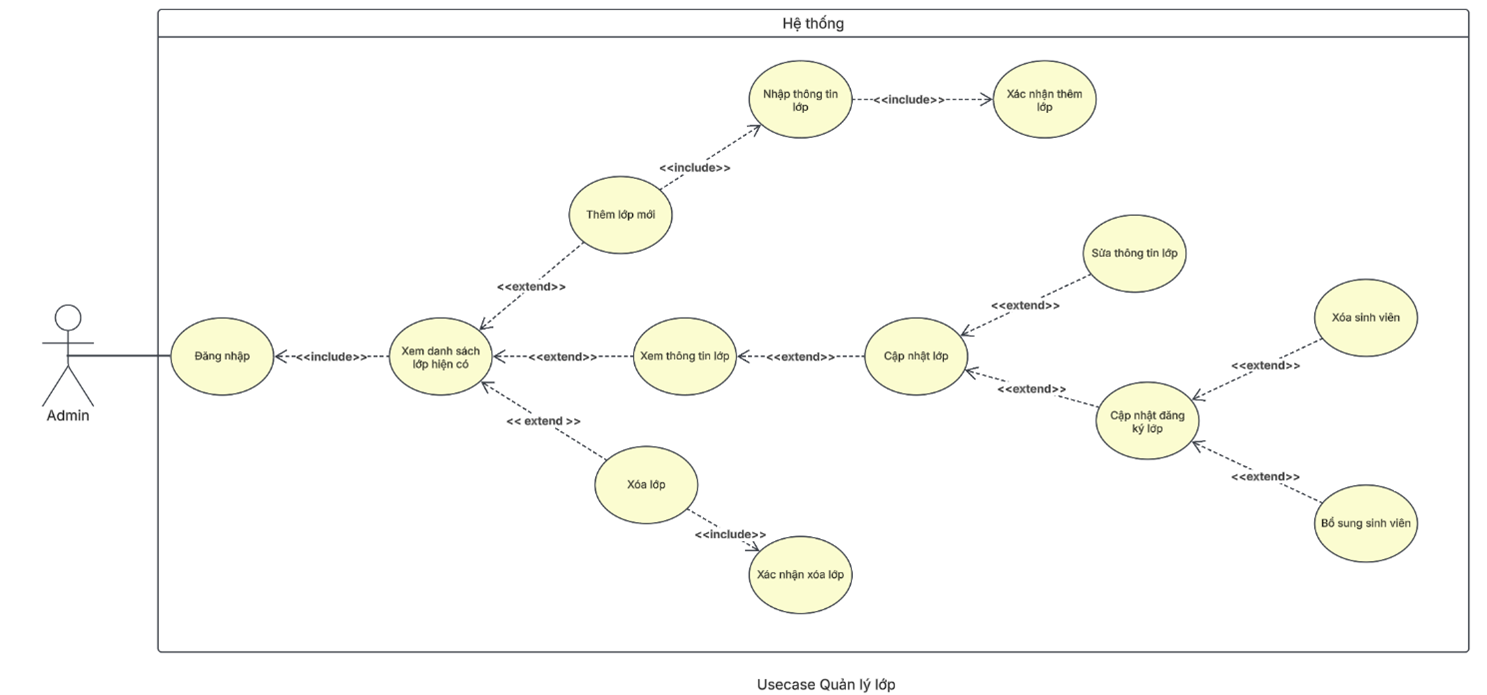 Hệ thống
Nhập thông tin
lớp
<<include>>
Xác nhận thêm
lớp
<<include>>
Thêm lớp mới
<<extend>>
Sửa thông tin lớp
<<extend>>
Xóa sinh viên
<<extend>>
Admin
Đăng nhập
<<include>>
Xem danh sách
lớp hiện có
<<extend>>
Xem thông tin lớp
<<extend>>
Cập nhật lớp
<<extend>>
Cập nhật đăng
ký lớp
<< extend >>
<<extend>>
Xóa lớp
Bổ sung sinh viên
<<include>>
Xác nhận xóa lớp
Usecase Quản lý lớp